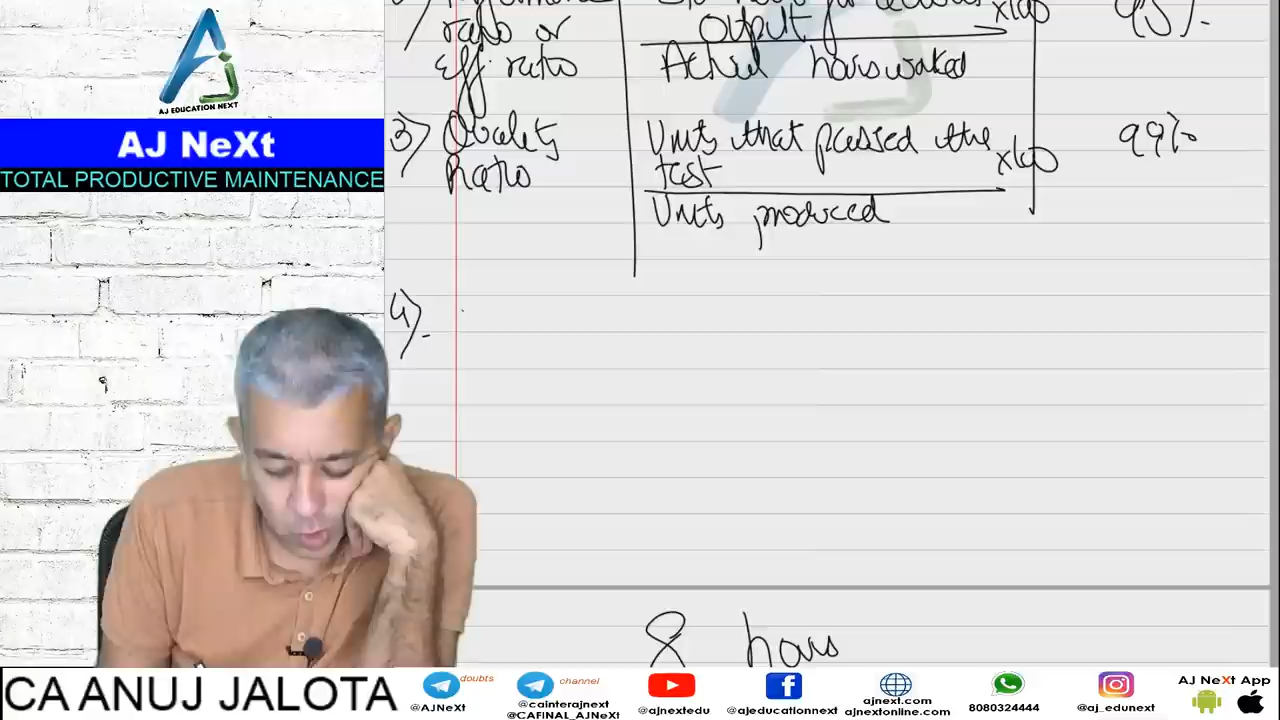 ratio or
Eff. ratio
output
x100
Actual hours worked
95%.
3) Quality
Ratio
Units that passed the
test
x100
Units produced
99%
4).
8 hours
AJ EDUCATION NEXT
AJ NeXt
TOTAL PRODUCTIVE MAINTENANCE
CA ANUJ JALOTA
doubts
@AJNeXt
channel
@cainterajnext
@CAFINAL_AJNeXt
@ajnextedu
@ajeducationnext
ajnext.com
ajnextonline.com
8080324444
@aj_edunext
AJ NeXt App